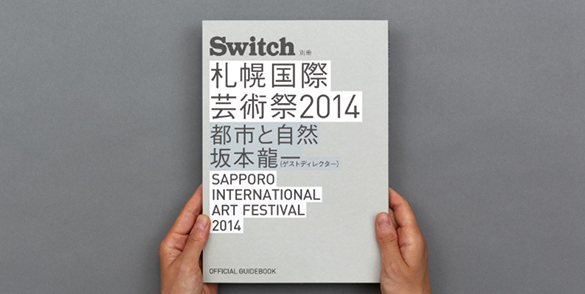 Switch 別冊
札幌国際
芸術祭2014
都市と自然
坂本龍一(ゲストディレクター)
SAPPORO
INTERNATIONAL
ART FESTIVAL
2014
OFFICIAL GUIDEBOOK